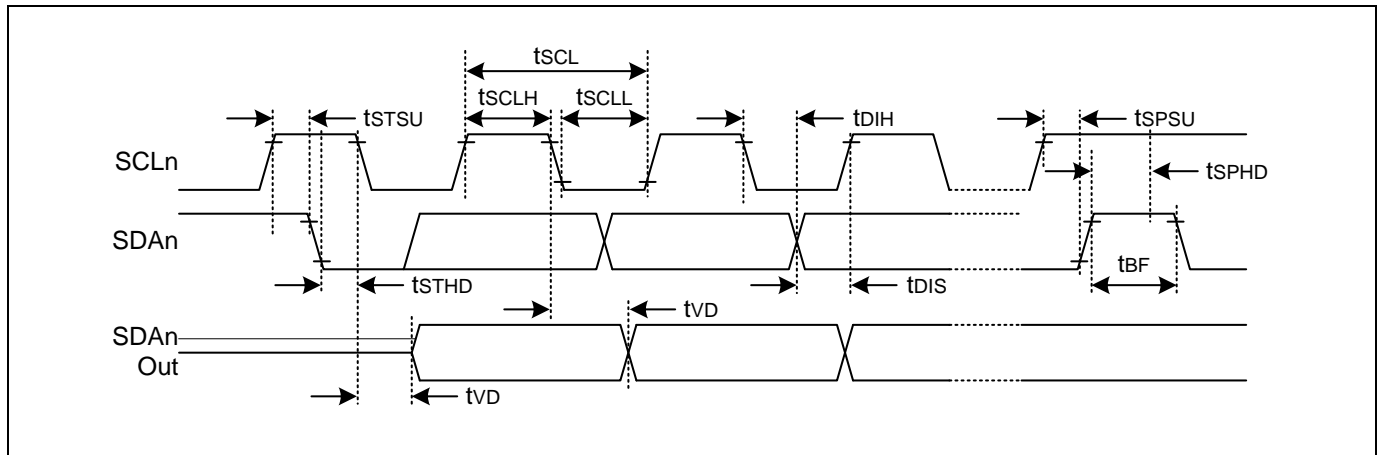 tSCL
tSCLH
tSCLL
tSTSU
tDIH
tSPSU
SCLn
tSPHD
SDAn
tBF
tSTHD
tDIS
tVD
SDAn
Out
tVD